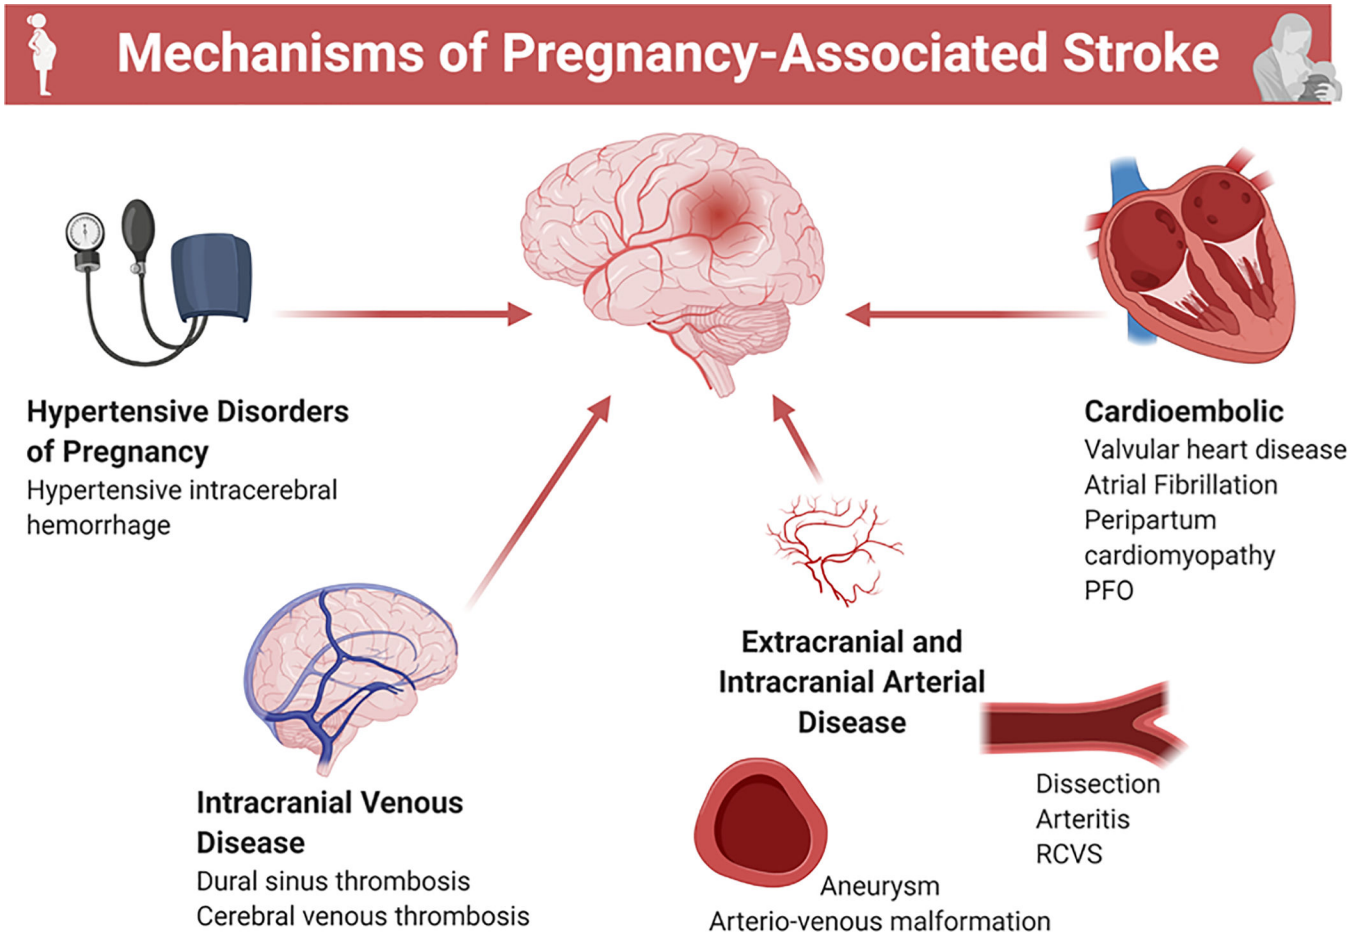 Mechanisms of Pregnancy-Associated Stroke
Hypertensive Disorders
of Pregnancy
Hypertensive intracerebral
hemorrhage
Cardioembolic
Valvular heart disease
Atrial Fibrillation
Peripartum
cardiomyopathy
PFO
Intracranial Venous
Disease
Dural sinus thrombosis
Cerebral venous thrombosis
Extracranial and
Intracranial Arterial
Disease
Dissection
Arteritis
RCVS
Aneurysm
Arterio-venous malformation